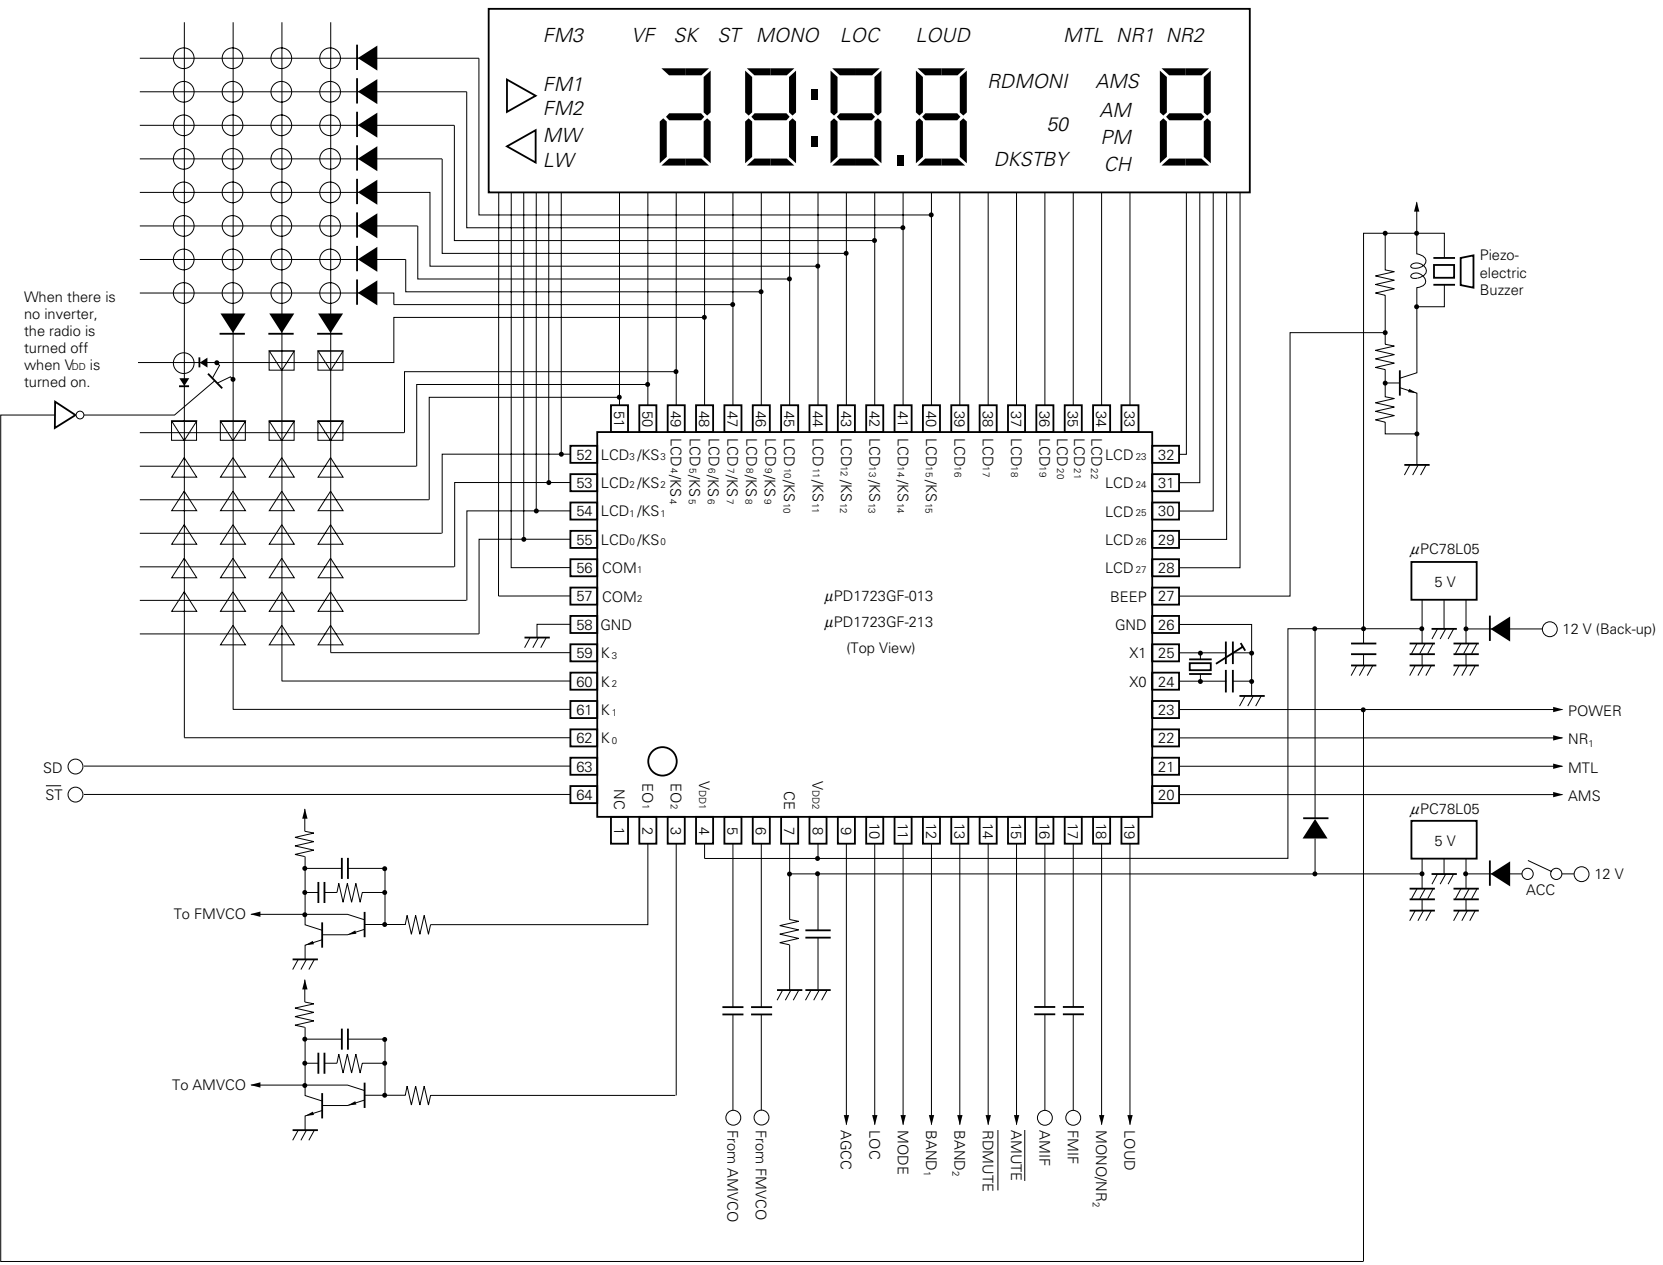 FM3 VF SK ST MONO LOC LOUD MTL NR1 NR2
FM1 RDMONI AMS
FM2 AM
50
MW PM
LW DKSTBY CH
Piezo-
electric
Buzzer
When there is
no inverter,
the radio is
turned off
when VDD is
turned on.
51 50 49 48 47 46 45 44 43 42 41 40 39 38 37 36 35 34 33
LCD4/KS4
LCD5/KS5
LCD6/KS6
LCD7/KS7
LCD8/KS8
LCD9/KS9
LCD10/KS10
LCD11/KS11
LCD12/KS12
LCD13/KS13
LCD14/KS14
LCD15/KS15
LCD16
LCD17
LCD18
LCD19
LCD20
LCD21
LCD22
52 LCD3/KS3
53 LCD2/KS2
54 LCD1/KS1
55 LCD0/KS0
56 COM1
57 COM2
58 GND
59 K3
60 K2
61 K1
62 K0
63
64
LCD23 32
LCD24 31
LCD25 30
LCD26 29
LCD27 28
BEEP 27
GND 26
X1 25
X0 24
23
22
21
20
μPD1723GF-013
μPD1723GF-213
(Top View)
μPC78L05
5 V
12 V (Back-up)
POWER
NR1
MTL
AMS
μPC78L05
5 V
ACC
12 V
SD
S̅T̅
NC
EO1
EO2
VDD1
CE
VDD2
1 2 3 4 5 6 7 8 9 10 11 12 13 14 15 16 17 18 19
To FMVCO
To AMVCO
From AMVCO
From FMVCO
AGCC
LOC
MODE
BAND1
BAND2
R̅D̅M̅U̅T̅E̅
A̅M̅U̅T̅E̅
AMIF
FMIF
MONO/NR2
LOUD